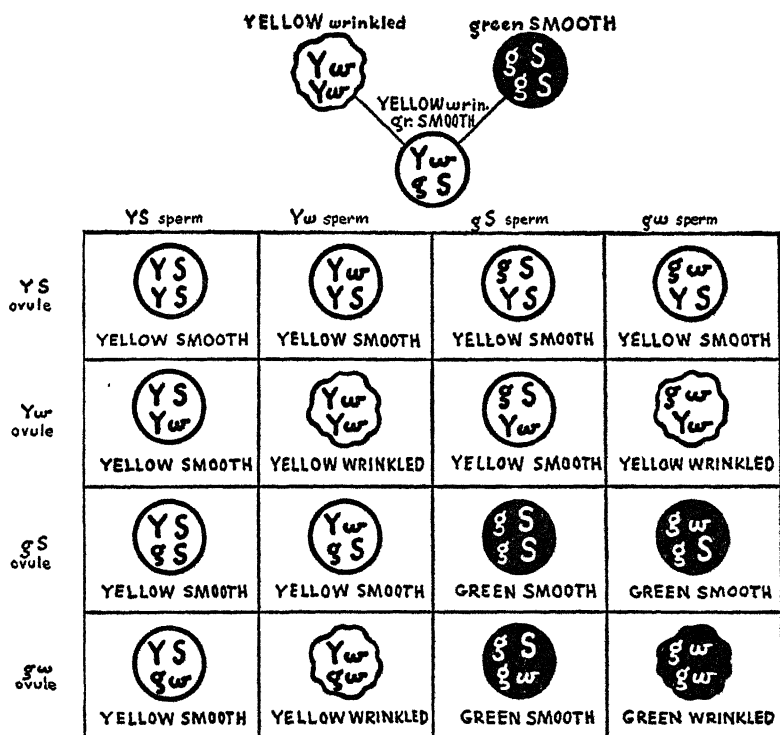 YELLOW wrinkled green SMOOTH
Yw gS
Yw gS
YELLOW wrin.
gr. SMOOTH
Yw
gS
YS sperm Yw sperm gS sperm gw sperm
YS
ovule
YS Yw gS gw
YS YS YS YS
YELLOW SMOOTH YELLOW SMOOTH YELLOW SMOOTH YELLOW SMOOTH
Yw
ovule
YS Yw gS gw
Yw Yw Yw Yw
YELLOW SMOOTH YELLOW WRINKLED YELLOW SMOOTH YELLOW WRINKLED
gS
ovule
YS Yw gS gw
gS gS gS gS
YELLOW SMOOTH YELLOW SMOOTH GREEN SMOOTH GREEN SMOOTH
gw
ovule
YS Yw gS gw
gw gw gw gw
YELLOW SMOOTH YELLOW WRINKLED GREEN SMOOTH GREEN WRINKLED